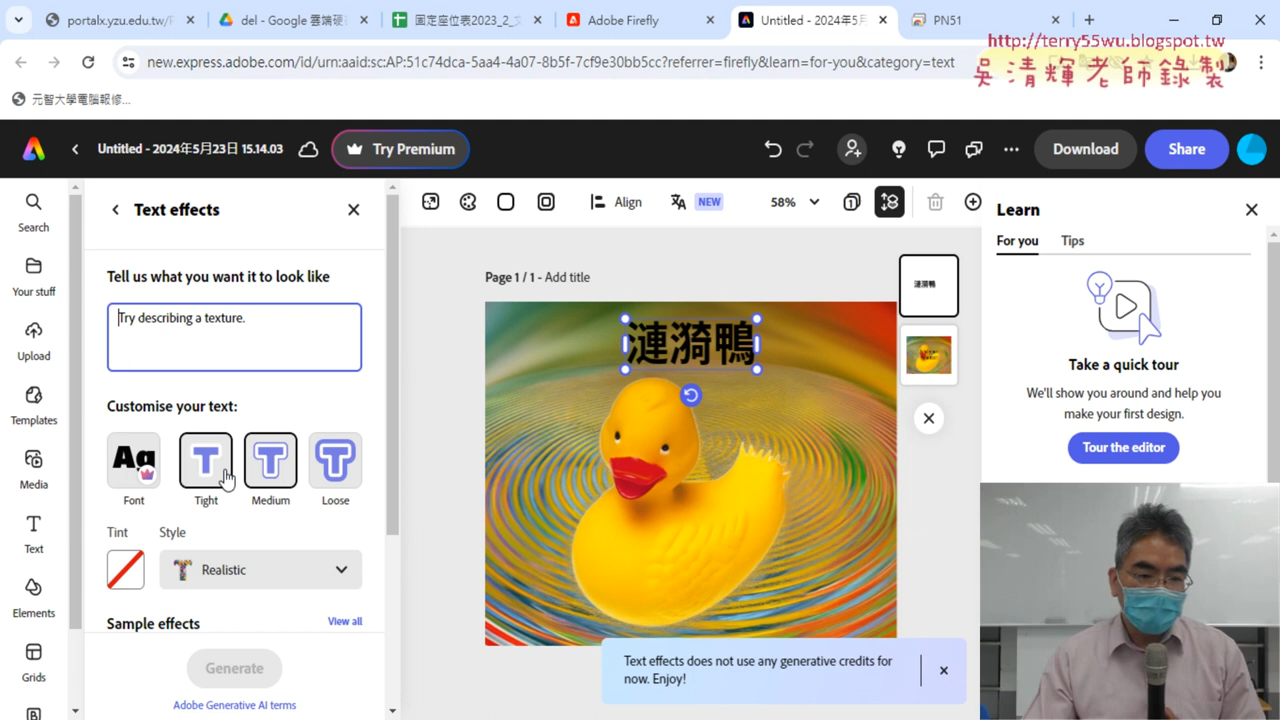 portalx.yzu.edu.tw/P
del - Google 雲端硬
固定座位表2023_2_文
Adobe Firefly
Untitled - 2024年5月
PN51
http://terry55wu.blogspot.tw
new.express.adobe.com/id/urn:aaid:sc:AP:51c74dca-5aa4-4a07-8b5f-7cf9e30bb5cc?referrer=firefly&learn=for-you&category=text
吳清輝老師錄製
元智大學電腦報修...
Untitled - 2024年5月23日 15.14.03
Try Premium
Download
Share
Search
Your stuff
Upload
Templates
Media
Text
Elements
Grids
Text effects
Tell us what you want it to look like
Try describing a texture.
Customise your text:
Aa
T
T
T
Font
Tight
Medium
Loose
Tint
Style
Realistic
Sample effects
View all
Generate
Adobe Generative AI terms
Align
NEW
58%
Page 1 / 1 - Add title
漣漪鴨
漣漪鴨
Text effects does not use any generative credits for
now. Enjoy!
Learn
For you
Tips
Take a quick tour
We'll show you around and help you
make your first design.
Tour the editor